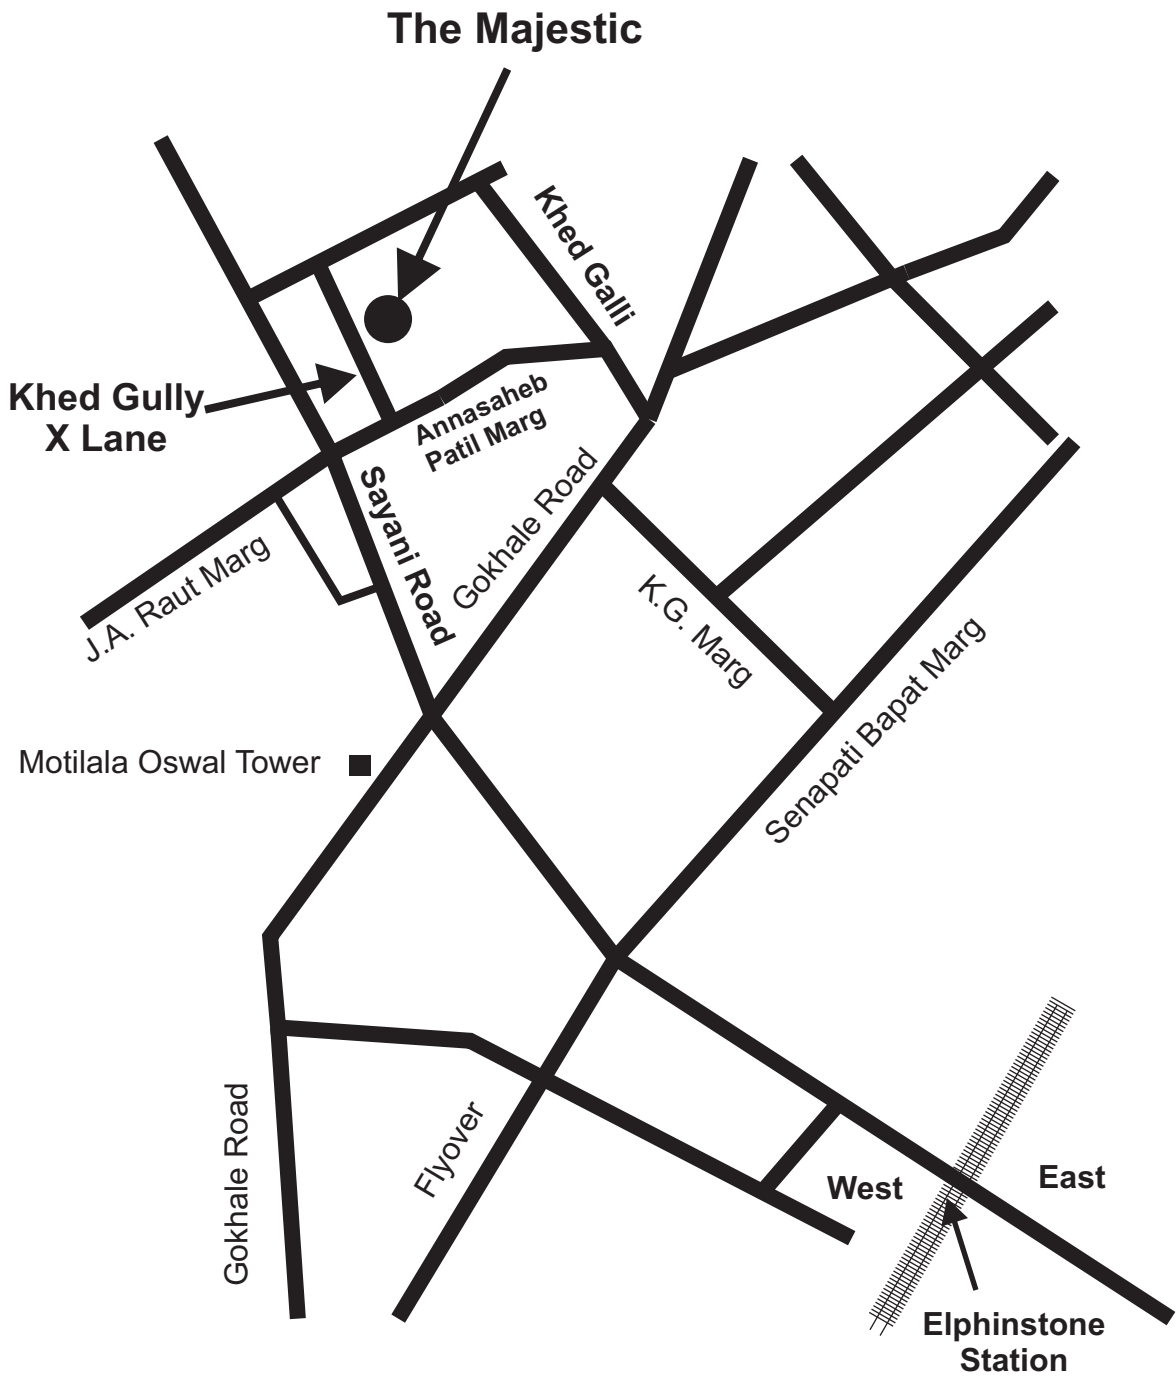 The Majestic
Khed Galli
Khed Gully
X Lane
Annasaheb
Patil Marg
Sayani Road
Gokhale Road
J.A. Raut Marg
K.G. Marg
Senapati Bapat Marg
Motilala Oswal Tower
Gokhale Road
Flyover
West
East
Elphinstone
Station